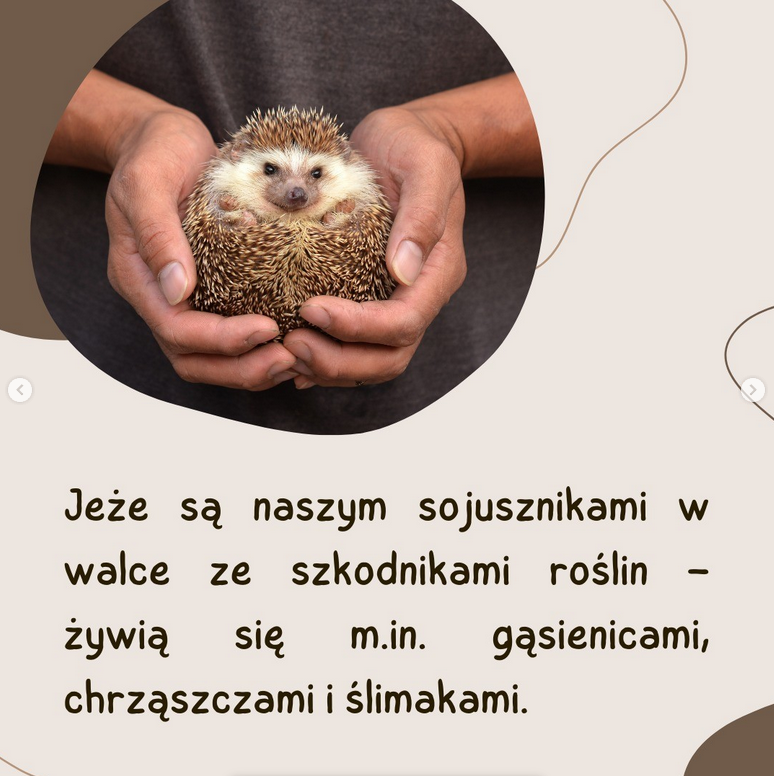 Jeże są naszym sojusznikami w
walce ze szkodnikami roślin –
żywią się m.in. gąsienicami,
chrząszczami i ślimakami.